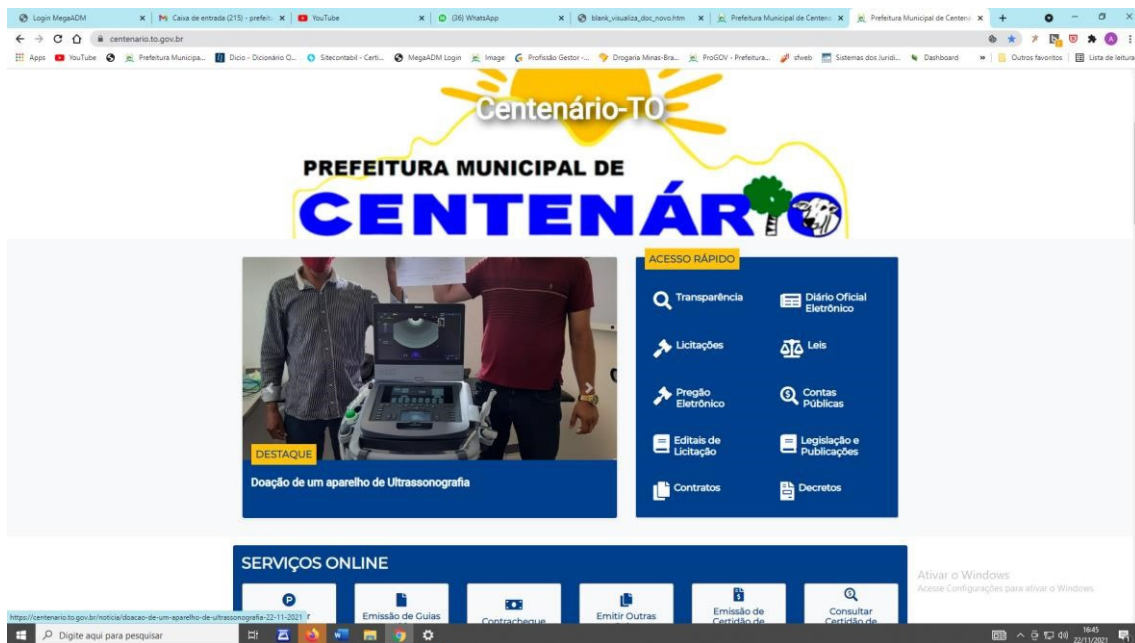 Login MegaADM
Caixa de entrada (215) - prefeit
YouTube
(36) WhatsApp
blank_visualiza_doc_novo.htm
Prefeitura Municipal de Centená
Prefeitura Municipal de Centená
centenario.to.gov.br
Apps
YouTube
Prefeitura Municipa...
Dicio - Dicionário O...
Sitecontabil - Certi...
MegaADM Login
Image
Profissão Gestor -...
Drogaria Minas-Bra...
ProGOV - Prefeitura...
sfweb
Sistemas dos Juridi...
Dashboard
Outros favoritos
Lista de leitura
Centenário-TO
PREFEITURA MUNICIPAL DE
CENTENÁRIO
DESTAQUE
Doação de um aparelho de Ultrassonografia
ACESSO RÁPIDO
Transparência
Diário Oficial
Eletrônico
Licitações
Leis
Pregão
Eletrônico
Contas
Públicas
Editais de
Licitação
Legislação e
Publicações
Contratos
Decretos
SERVIÇOS ONLINE
Emissão de Guias
Contracheque
Emitir Outras
Emissão de
Certidão de
Consultar
Certidão de
Ativar o Windows
Acesse Configurações para ativar o Windows.
https://centenario.to.gov.br/noticia/doacao-de-um-aparelho-de-ultrassonografia-22-11-2021
Digite aqui para pesquisar
16:45
22/11/2021